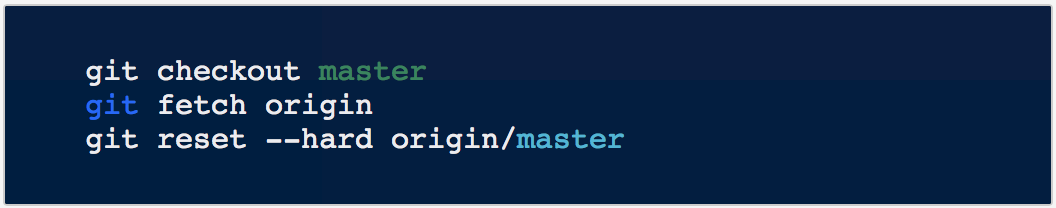 git checkout master
git fetch origin
git reset --hard origin/master